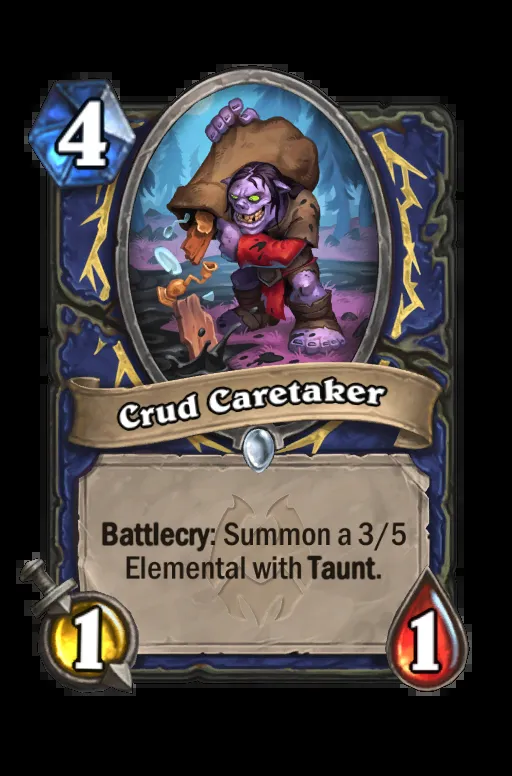 4
Crud Caretaker
Battlecry: Summon a 3/5
Elemental with Taunt.
1
1